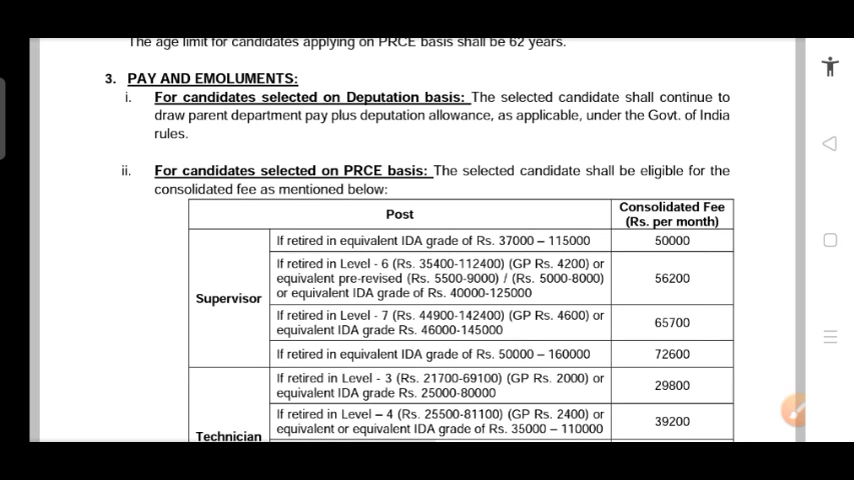 The age limit for candidates applying on PRCE basis shall be 62 years.
3. PAY AND EMOLUMENTS:
i. For candidates selected on Deputation basis: The selected candidate shall continue to
draw parent department pay plus deputation allowance, as applicable, under the Govt. of India
rules.
ii. For candidates selected on PRCE basis: The selected candidate shall be eligible for the
consolidated fee as mentioned below:
Post
Consolidated Fee
(Rs. per month)
Supervisor
If retired in equivalent IDA grade of Rs. 37000 – 115000
50000
If retired in Level - 6 (Rs. 35400-112400) (GP Rs. 4200) or
equivalent pre-revised (Rs. 5500-9000) / (Rs. 5000-8000)
or equivalent IDA grade of Rs. 40000-125000
56200
If retired in Level - 7 (Rs. 44900-142400) (GP Rs. 4600) or
equivalent IDA grade Rs. 46000-145000
65700
If retired in equivalent IDA grade of Rs. 50000 – 160000
72600
Technician
If retired in Level - 3 (Rs. 21700-69100) (GP Rs. 2000) or
equivalent IDA grade Rs. 25000-80000
29800
If retired in Level – 4 (Rs. 25500-81100) (GP Rs. 2400) or
equivalent or equivalent IDA grade of Rs. 35000 – 110000
39200